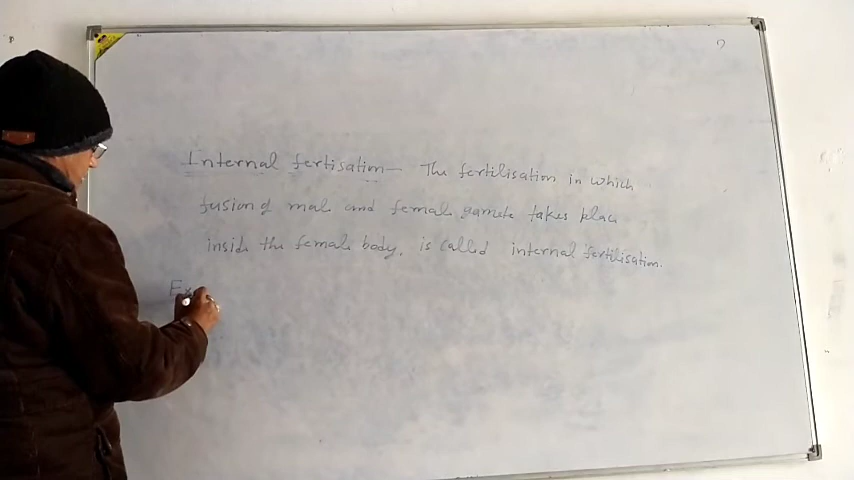 Internal fertisation— The fertilisation in which
fusion of male and female gamete takes place
inside the female body, is called internal fertilisation.
Ex